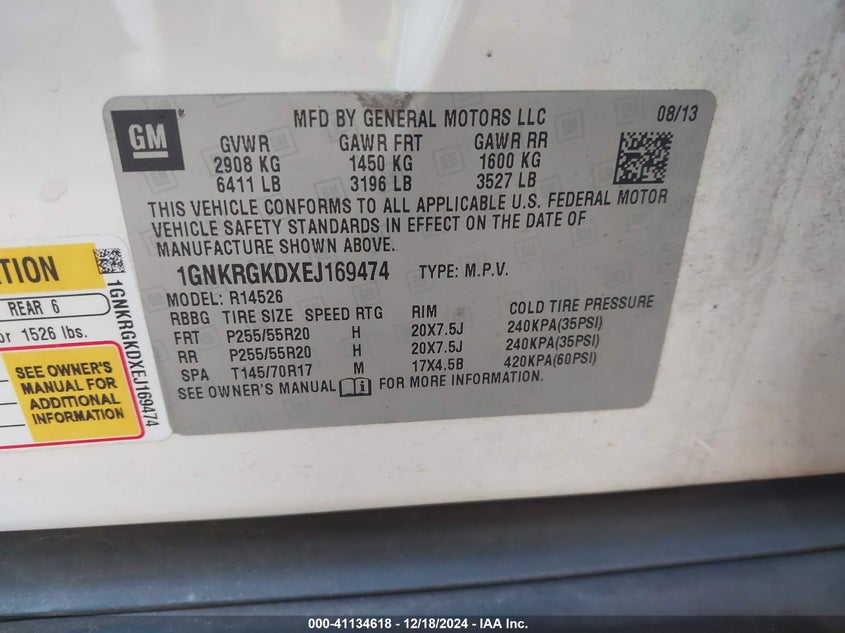 GM
MFD BY GENERAL MOTORS LLC 08/13
GVWR GAWR FRT GAWR RR
2908 KG 1450 KG 1600 KG
6411 LB 3196 LB 3527 LB
THIS VEHICLE CONFORMS TO ALL APPLICABLE U.S. FEDERAL MOTOR
VEHICLE SAFETY STANDARDS IN EFFECT ON THE DATE OF
MANUFACTURE SHOWN ABOVE.
1GNKRGKDXEJ169474 TYPE: M.P.V.
MODEL: R14526
RBBG TIRE SIZE SPEED RTG RIM COLD TIRE PRESSURE
FRT P255/55R20 H 20X7.5J 240KPA(35PSI)
RR P255/55R20 H 20X7.5J 240KPA(35PSI)
SPA T145/70R17 M 17X4.5B 420KPA(60PSI)
SEE OWNER'S MANUAL FOR MORE INFORMATION.
REAR 6
1526 lbs.
SEE OWNER'S
MANUAL FOR
ADDITIONAL
INFORMATION
1GNKRGKDXEJ169474
000-41134618 - 12/18/2024 - IAA Inc.